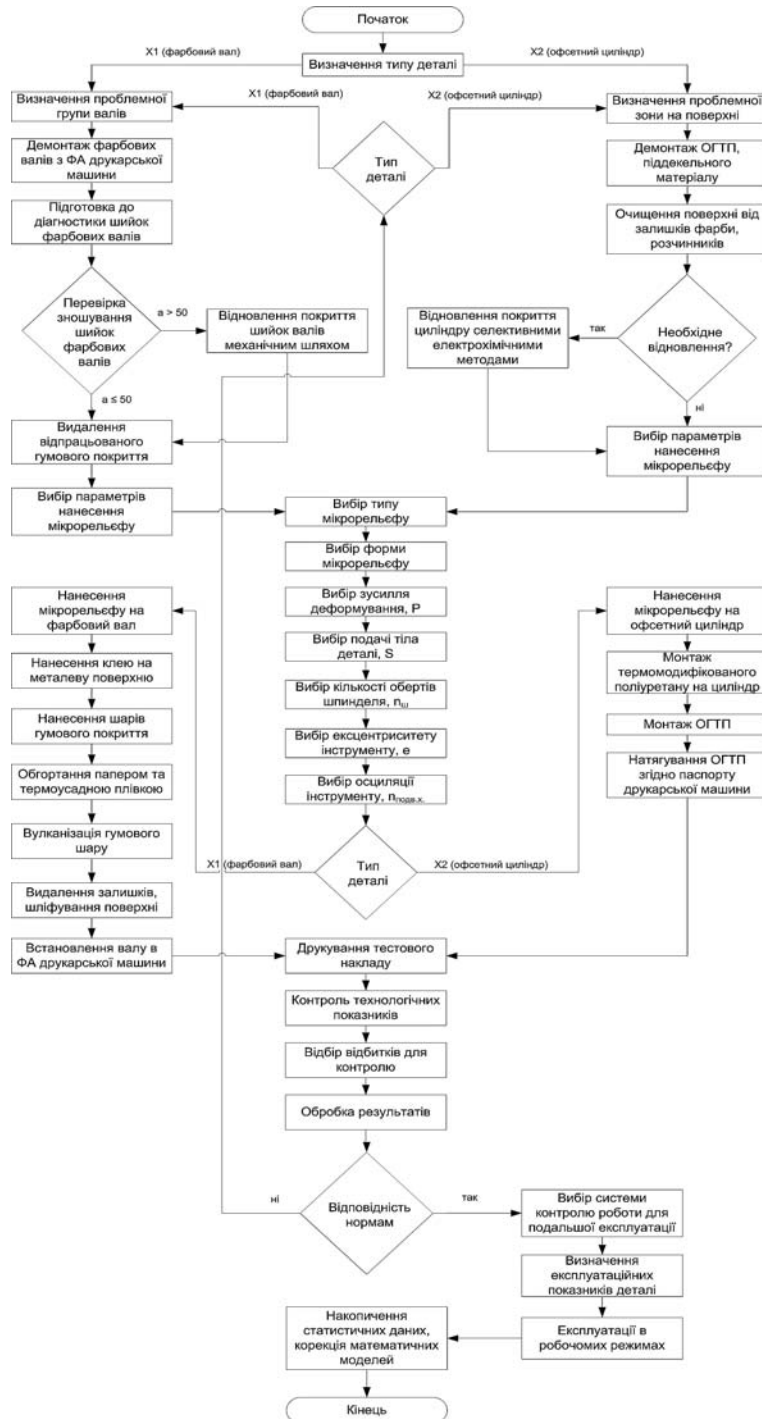 Початок
X1 (фарбовий вал)
X2 (офсетний циліндр)
Визначення типу деталі
X1 (фарбовий вал)
X2 (офсетний циліндр)
Визначення проблемної
групи валів
Визначення проблемної
зони на поверхні
Демонтаж фарбових
валів з ФА друкарської
машини
Тип
деталі
Демонтаж ОГТП,
піддекельного
матеріалу
Підготовка до
діагностики шийок
фарбових валів
Очищення поверхні від
залишків фарби,
розчинників
Перевірка
зношування
шийок
фарбових
валів
a > 50
Відновлення покриття
шийок валів
механічним шляхом
Відновлення покриття
циліндру селективними
електрохімічними
методами
так
Необхідне
відновлення?
a ≤ 50
ні
Видалення
відпрацьованого
гумового покриття
Вибір параметрів
нанесення
мікрорельєфу
Вибір параметрів
нанесення
мікрорельєфу
Вибір типу
мікрорельєфу
Вибір форми
мікрорельєфу
Вибір зусилля
деформування, P
Вибір подачі тіла
деталі, S
Вибір кількості обертів
шпинделя, nш
Вибір ексцентриситету
інструменту, e
Вибір осциляції
інструменту, nподв.х.
Нанесення
мікрорельєфу на
фарбовий вал
Нанесення клею на
металеву поверхню
Нанесення шарів
гумового покриття
Обгортання папером та
термоусадною плівкою
Вулканізація гумового
шару
Видалення залишків,
шліфування поверхні
Встановлення валу в
ФА друкарської машини
Нанесення
мікрорельєфу на
офсетний циліндр
Монтаж
термомодифікованого
поліуретану на циліндр
Монтаж ОГТП
Натягування ОГТП
згідно паспорту
друкарської машини
X1 (фарбовий вал)
Тип
деталі
X2 (офсетний циліндр)
Друкування тестового
накладу
Контроль технологічних
показників
Відбір відбитків для
контролю
Обробка результатів
ні
Відповідність
нормам
так
Вибір системи
контролю роботи для
подальшої експлуатації
Визначення
експлуатаційних
показників деталі
Експлуатації в
робочомих режимах
Накопичення
статистичних даних,
корекція математичних
моделей
Кінець